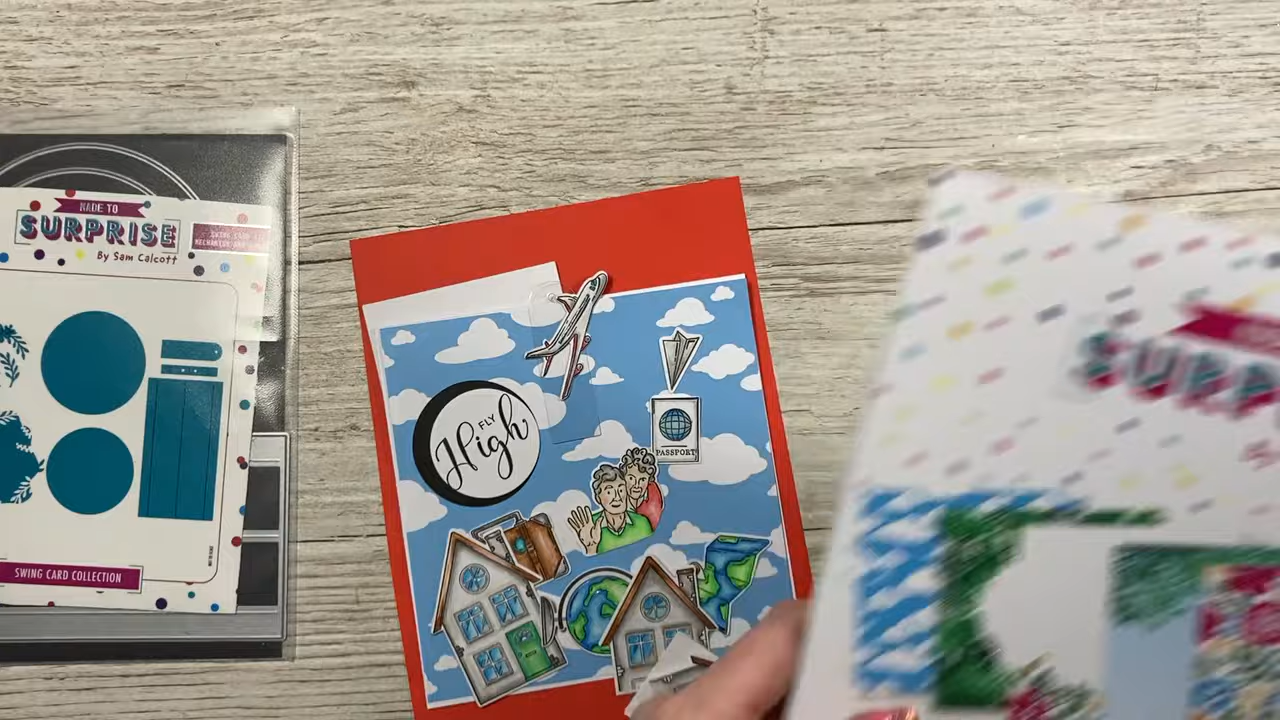 MADE TO
SURPRISE
By Sam Calcott
SWING CARD COLLECTION
FLY
High
PASSPORT